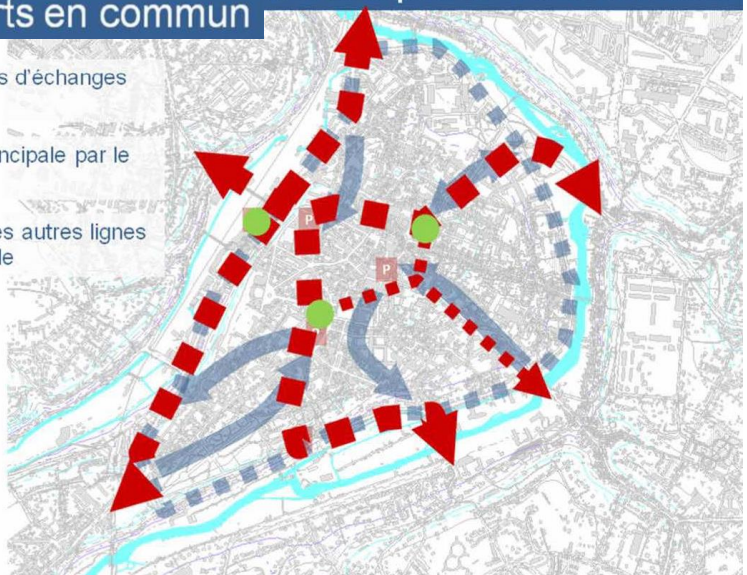 rts en commun
s d'échanges
ncipale par le
es autres lignes
le
P
P